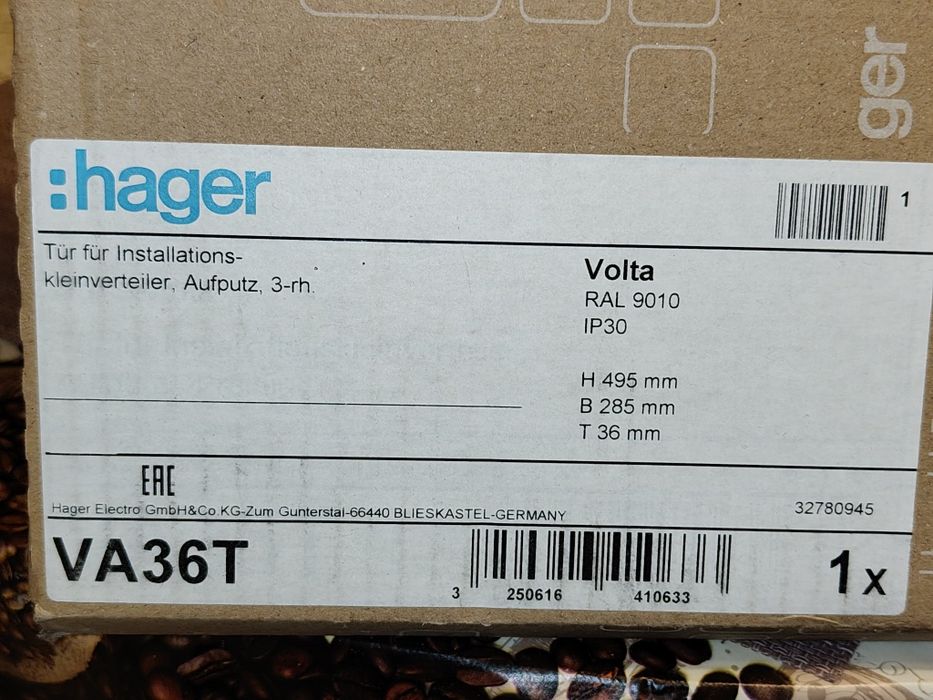 ger
:hager
1
Tür für Installations-
kleinverteiler, Aufputz, 3-rh.
Volta
RAL 9010
IP30
H 495 mm
B 285 mm
T 36 mm
EAC
Hager Electro GmbH&Co.KG-Zum Gunterstal-66440 BLIESKASTEL-GERMANY
32780945
VA36T
3 250616 410633
1x